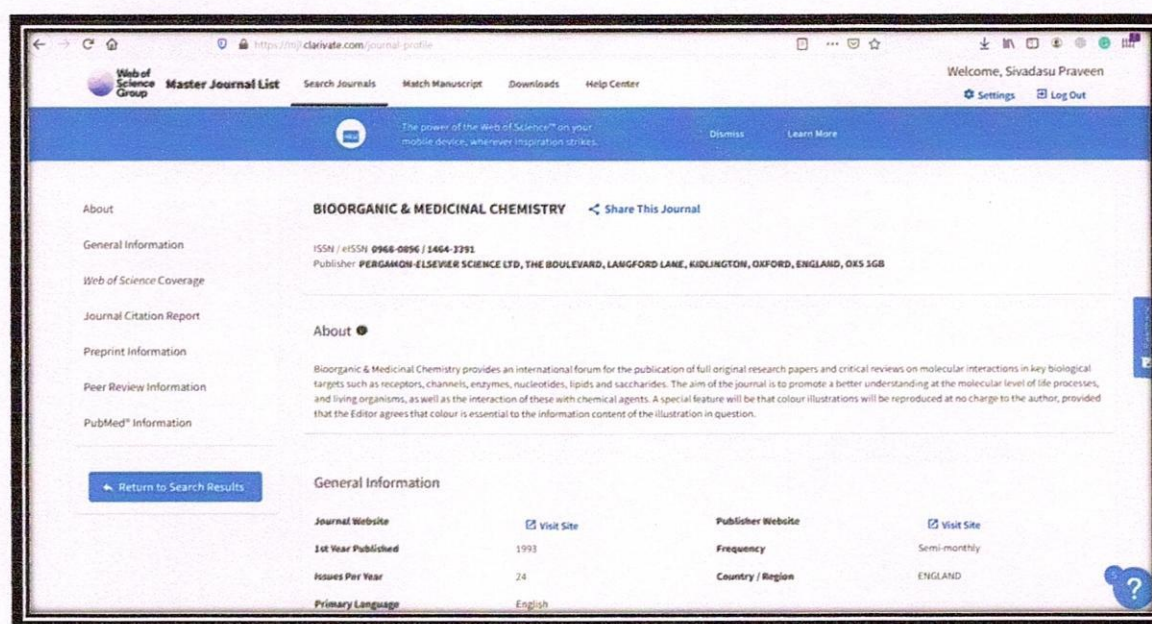 https://mjl.clarivate.com/journal-profile
Web of
Science
Group
Master Journal List
Search Journals
Match Manuscript
Downloads
Help Center
Welcome, Sivadasu Praveen
Settings
Log Out
The power of the Web of Science™ on your
mobile device, wherever inspiration strikes.
Dismiss
Learn More
About
General Information
Web of Science Coverage
Journal Citation Report
Preprint Information
Peer Review Information
PubMed® Information
Return to Search Results
BIOORGANIC & MEDICINAL CHEMISTRY
Share This Journal
ISSN / eISSN 0968-0896 / 1464-3391
Publisher PERGAMON-ELSEVIER SCIENCE LTD, THE BOULEVARD, LANGFORD LANE, KIDLINGTON, OXFORD, ENGLAND, OX5 1GB
About
Bioorganic & Medicinal Chemistry provides an international forum for the publication of full original research papers and critical reviews on molecular interactions in key biological
targets such as receptors, channels, enzymes, nucleotides, lipids and saccharides. The aim of the journal is to promote a better understanding at the molecular level of life processes,
and living organisms, as well as the interaction of these with chemical agents. A special feature will be that colour illustrations will be reproduced at no charge to the author, provided
that the Editor agrees that colour is essential to the information content of the illustration in question.
General Information
Journal Website
Visit Site
Publisher Website
Visit Site
1st Year Published
1993
Frequency
Semi-monthly
Issues Per Year
24
Country / Region
ENGLAND
Primary Language
English
?